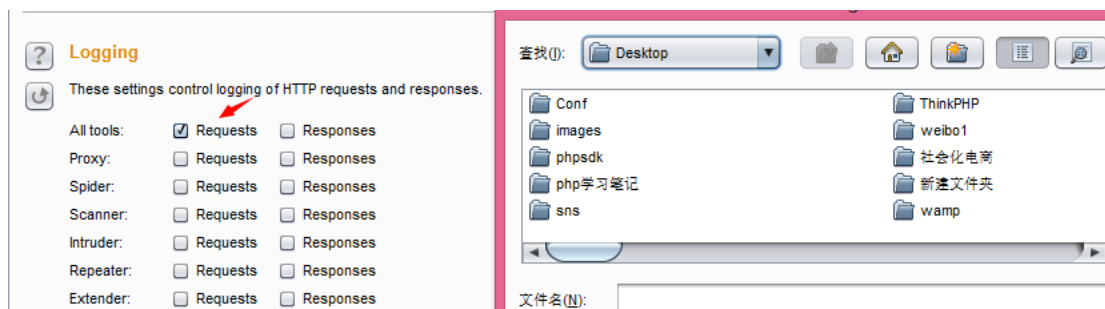 Logging
These settings control logging of HTTP requests and responses.
All tools: Requests Responses
Proxy: Requests Responses
Spider: Requests Responses
Scanner: Requests Responses
Intruder: Requests Responses
Repeater: Requests Responses
Extender: Requests Responses
查找(I): Desktop
Conf ThinkPHP
images weibo1
phpsdk 社会化电商
php学习笔记 新建文件夹
sns wamp
文件名(N):